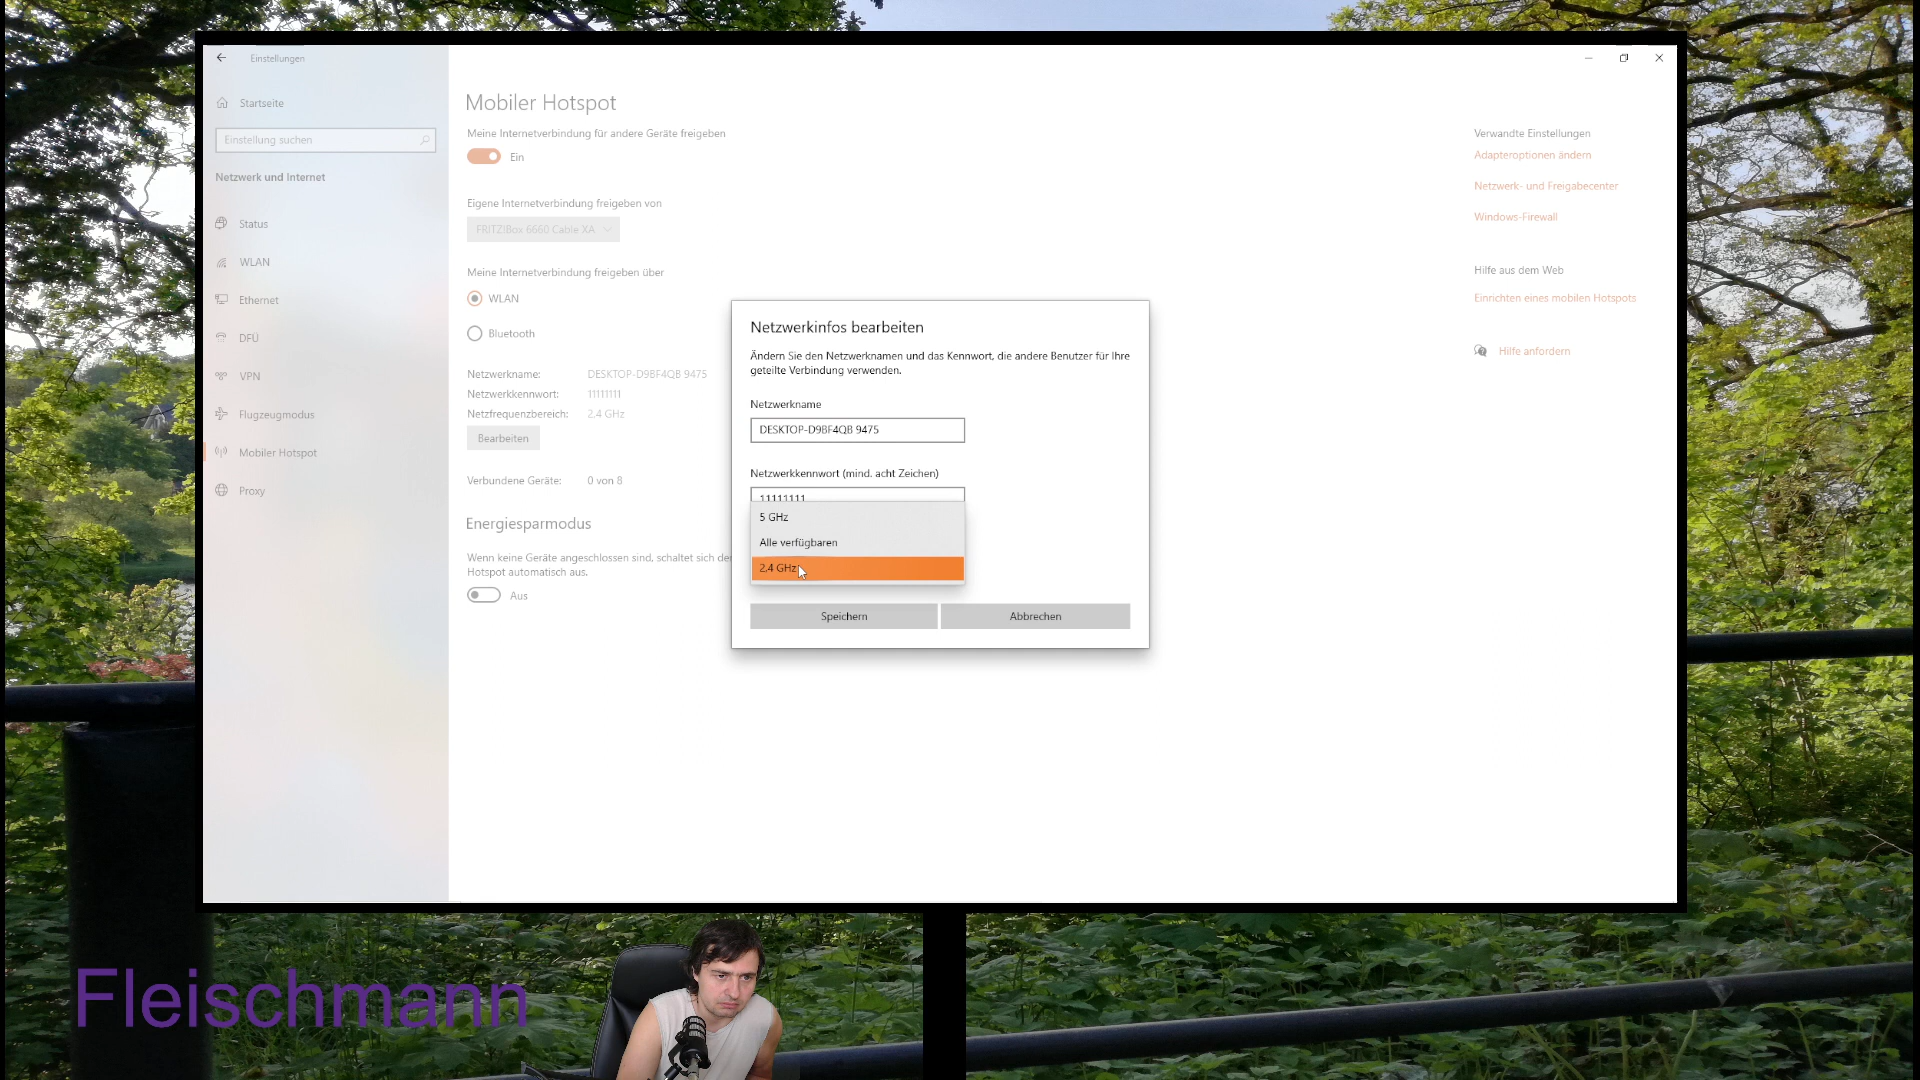 Einstellungen
Startseite
Einstellung suchen
Netzwerk und Internet
Status
WLAN
Ethernet
DFÜ
VPN
Flugzeugmodus
Mobiler Hotspot
Proxy
Mobiler Hotspot
Meine Internetverbindung für andere Geräte freigeben
Ein
Eigene Internetverbindung freigeben von
FRITZ!Box 6660 Cable XA
Meine Internetverbindung freigeben über
WLAN
Bluetooth
Netzwerkname: DESKTOP-D9BF4QB 9475
Netzwerkkennwort: 11111111
Netzfrequenzbereich: 2,4 GHz
Bearbeiten
Verbundene Geräte: 0 von 8
Energiesparmodus
Wenn keine Geräte angeschlossen sind, schaltet sich der
Hotspot automatisch aus.
Aus
Netzwerkinfos bearbeiten
Ändern Sie den Netzwerknamen und das Kennwort, die andere Benutzer für Ihre
geteilte Verbindung verwenden.
Netzwerkname
DESKTOP-D9BF4QB 9475
Netzwerkkennwort (mind. acht Zeichen)
11111111
5 GHz
Alle verfügbaren
2,4 GHz
Speichern
Abbrechen
Verwandte Einstellungen
Adapteroptionen ändern
Netzwerk- und Freigabecenter
Windows-Firewall
Hilfe aus dem Web
Einrichten eines mobilen Hotspots
Hilfe anfordern
Fleischmann